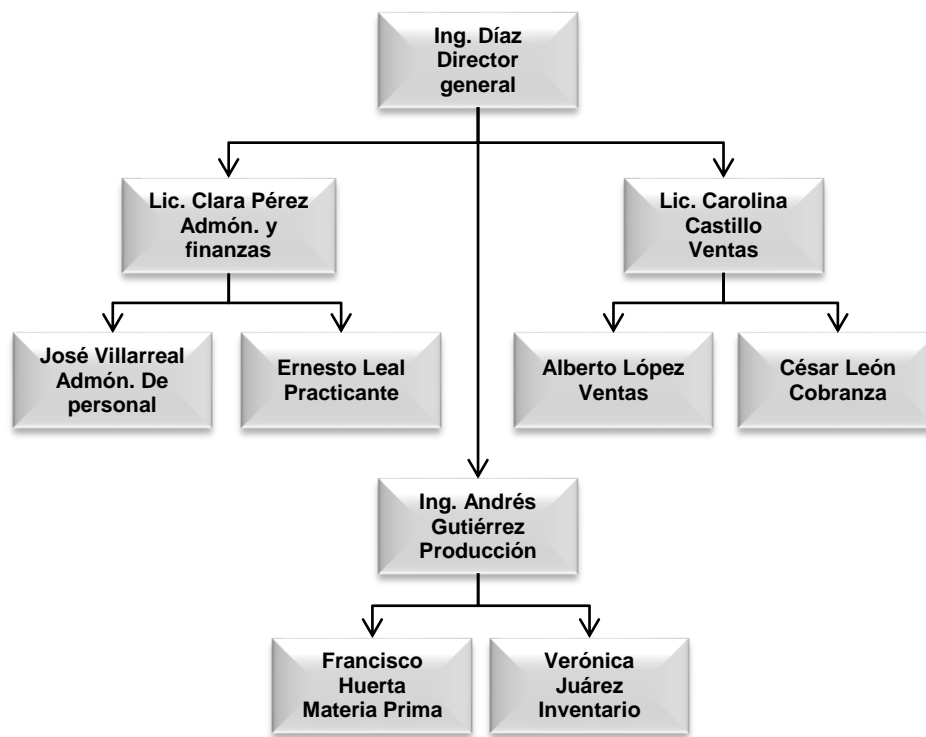 Ing. Díaz
Director
general
Lic. Clara Pérez
Admón. y
finanzas
Lic. Carolina
Castillo
Ventas
José Villarreal
Admón. De
personal
Ernesto Leal
Practicante
Alberto López
Ventas
César León
Cobranza
Ing. Andrés
Gutiérrez
Producción
Francisco
Huerta
Materia Prima
Verónica
Juárez
Inventario